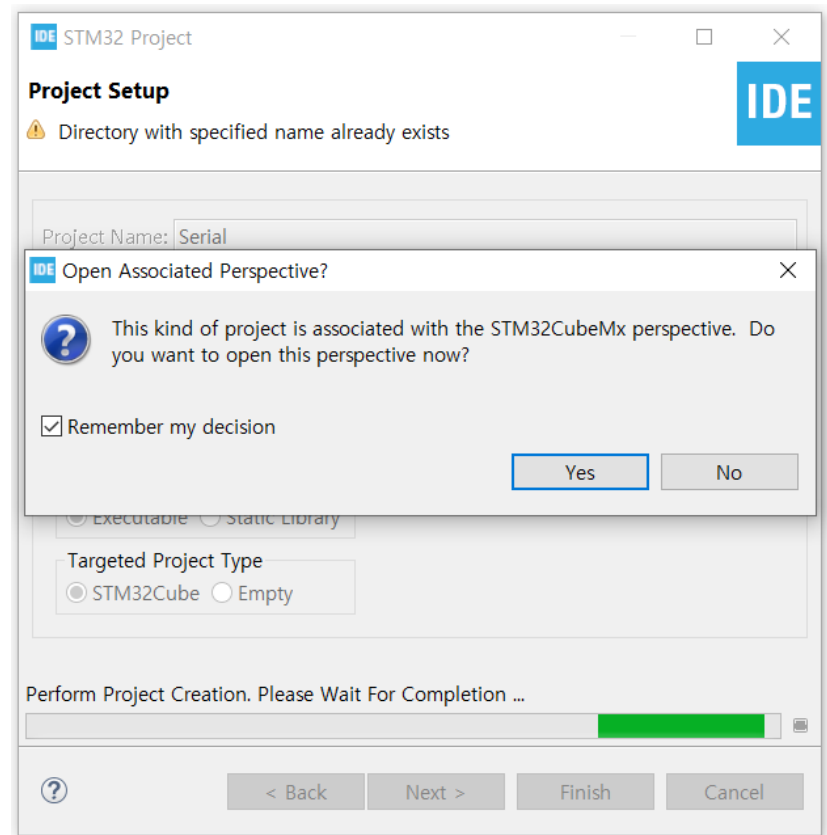 IDE STM32 Project
Project Setup
IDE
Directory with specified name already exists
Project Name: Serial
IDE Open Associated Perspective?
This kind of project is associated with the STM32CubeMx perspective. Do
you want to open this perspective now?
Remember my decision
Yes No
Executable Static Library
Targeted Project Type
STM32Cube Empty
Perform Project Creation. Please Wait For Completion ...
< Back Next > Finish Cancel